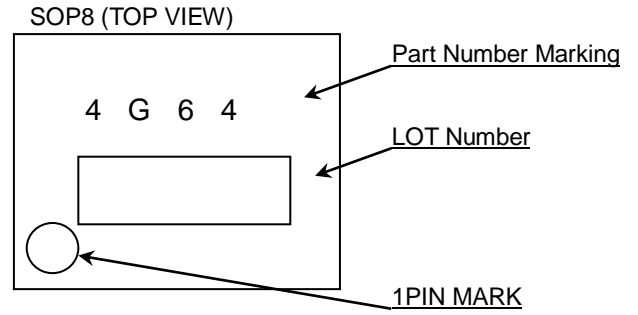 SOP8 (TOP VIEW)
Part Number Marking
4 G 6 4
LOT Number
1PIN MARK